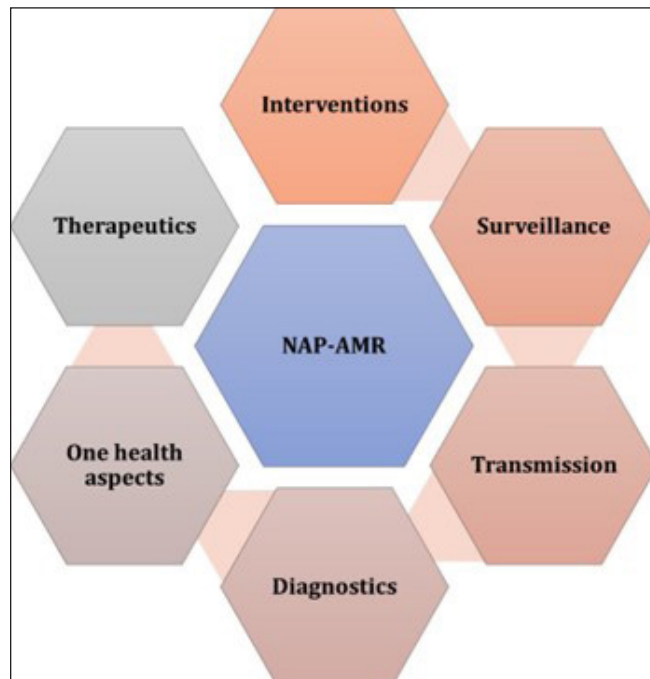 Interventions
Surveillance
Therapeutics
NAP-AMR
Transmission
One health
aspects
Diagnostics